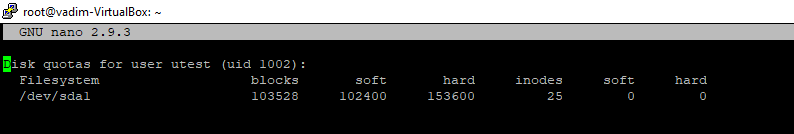 root@vadim-VirtualBox: ~
GNU nano 2.9.3
Disk quotas for user utest (uid 1002):
Filesystem blocks soft hard inodes soft hard
/dev/sda1 103528 102400 153600 25 0 0